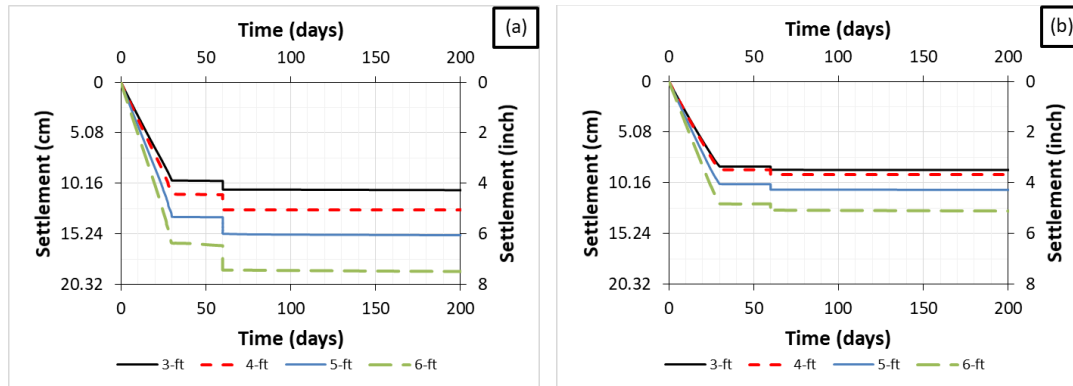 Time (days)
(a)
0 50 100 150 200
0 0
5.08 2
10.16 4
15.24 6
20.32 8
Settlement (cm)
Settlement (inch)
0 50 100 150 200
Time (days)
3-ft 4-ft 5-ft 6-ft
Time (days)
(b)
0 50 100 150 200
0 0
5.08 2
10.16 4
15.24 6
20.32 8
Settlement (cm)
Settlement (inch)
0 50 100 150 200
Time (days)
3-ft 4-ft 5-ft 6-ft